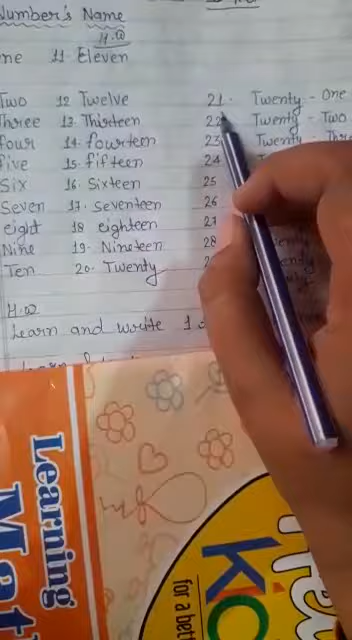 Number's Name
H.W
ne 11 Eleven
Two 12 Twelve 21. Twenty - One
Three 13. Thirteen 22 Twenty - Two
four 14. fourteen 23 Twenty - Thr
five 15. fifteen 24
Six 16. Sixteen 25
Seven 17. seventeen 26
eight 18 eighteen 27
Nine 19. Nineteen 28
Ten 20. Twenty 2
H.W
Learn and write 1
Learning
Mat
for a bet